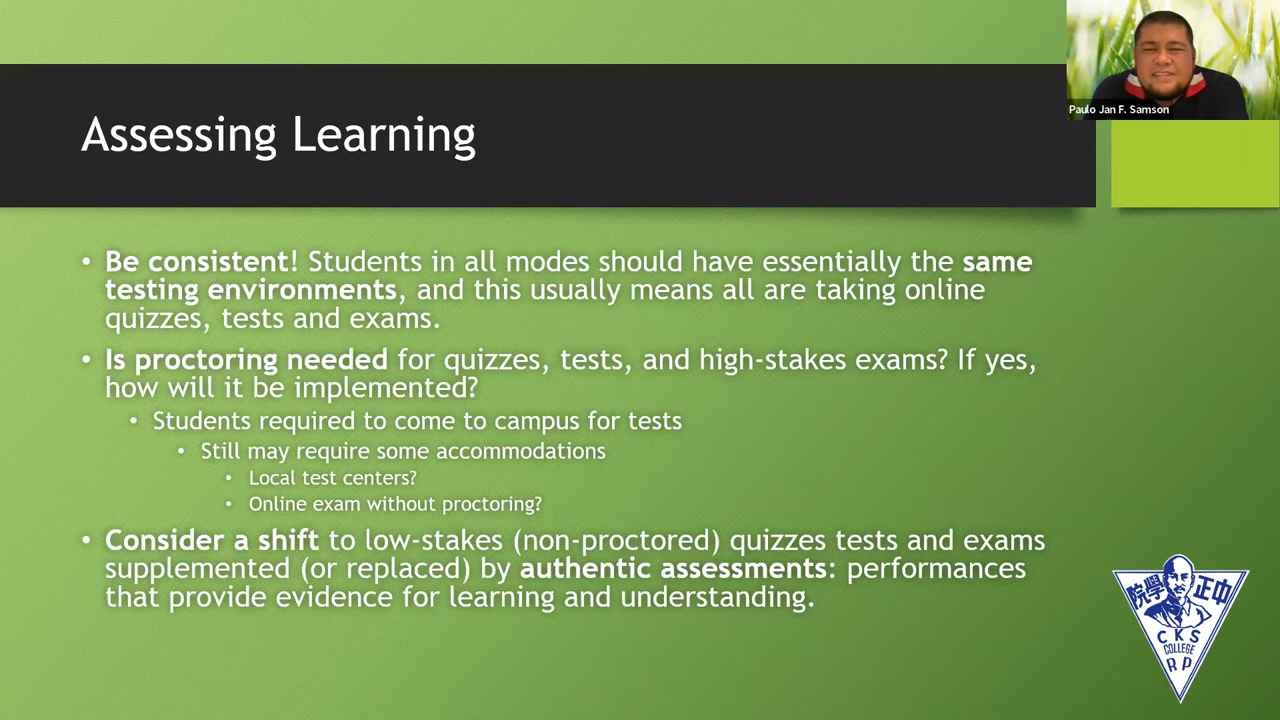 Paulo Jan F. Samson
Assessing Learning
• Be consistent! Students in all modes should have essentially the same
testing environments, and this usually means all are taking online
quizzes, tests and exams.
• Is proctoring needed for quizzes, tests, and high-stakes exams? If yes,
how will it be implemented?
• Students required to come to campus for tests
• Still may require some accommodations
• Local test centers?
• Online exam without proctoring?
• Consider a shift to low-stakes (non-proctored) quizzes tests and exams
supplemented (or replaced) by authentic assessments: performances
that provide evidence for learning and understanding.
院學 正中
CKS
COLLEGE
RP